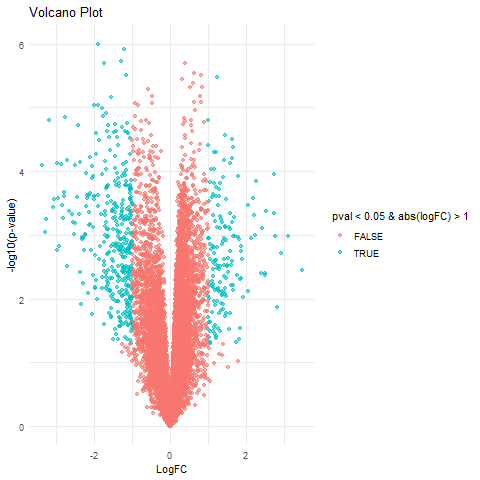 Volcano Plot
6
4
2
0
-log10(p-value)
-2
0
2
LogFC
pval < 0.05 & abs(logFC) > 1
FALSE
TRUE